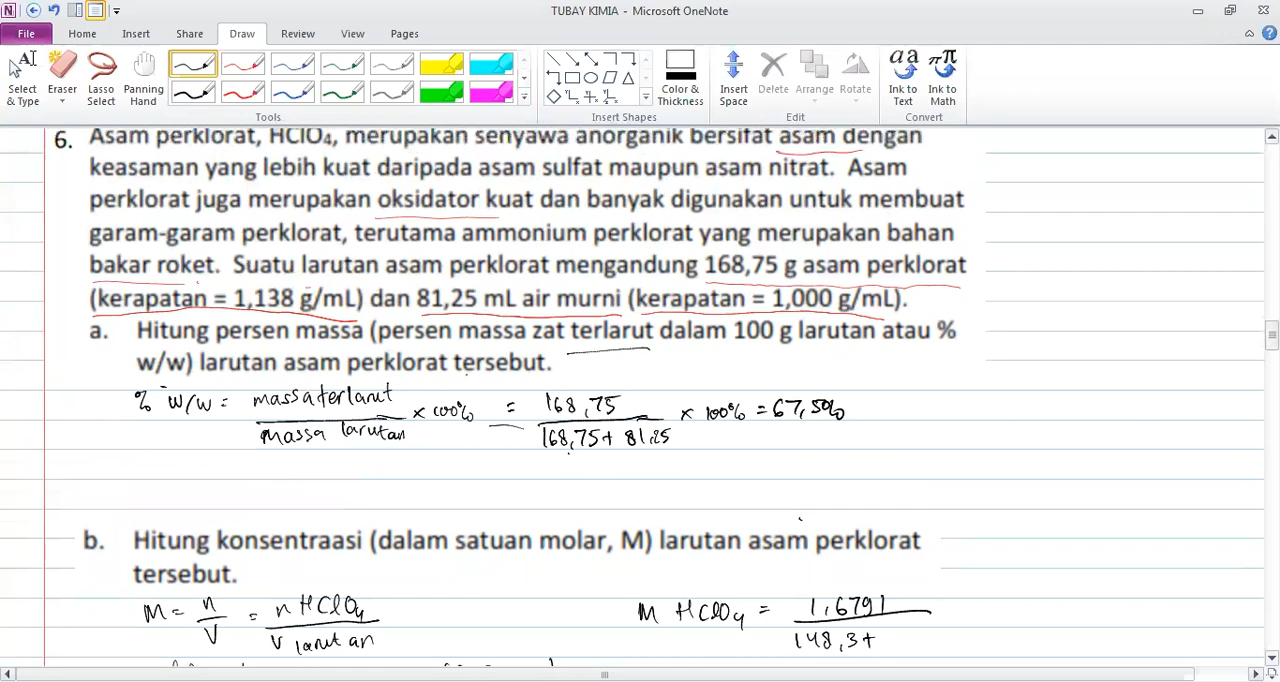 TUBAY KIMIA - Microsoft OneNote
File Home Insert Share Draw Review View Pages
Select & Type
Eraser
Lasso Select
Panning Hand
Color & Thickness
Insert Space
Delete
Arrange
Rotate
Ink to Text
Ink to Math
Tools
Insert Shapes
Edit
Convert
6. Asam perklorat, HClO4, merupakan senyawa anorganik bersifat asam dengan
keasaman yang lebih kuat daripada asam sulfat maupun asam nitrat. Asam
perklorat juga merupakan oksidator kuat dan banyak digunakan untuk membuat
garam-garam perklorat, terutama ammonium perklorat yang merupakan bahan
bakar roket. Suatu larutan asam perklorat mengandung 168,75 g asam perklorat
(kerapatan = 1,138 g/mL) dan 81,25 mL air murni (kerapatan = 1,000 g/mL).
a. Hitung persen massa (persen massa zat terlarut dalam 100 g larutan atau %
w/w) larutan asam perklorat tersebut.
% w/w = massa terlarut / massa larutan × 100% = 168,75 / 168,75 + 81,25 × 100% = 67,5%
b. Hitung konsentraasi (dalam satuan molar, M) larutan asam perklorat
tersebut.
M = n / V = n HClO4 / V larutan
M HClO4 = 1,6791 / 148,3 +